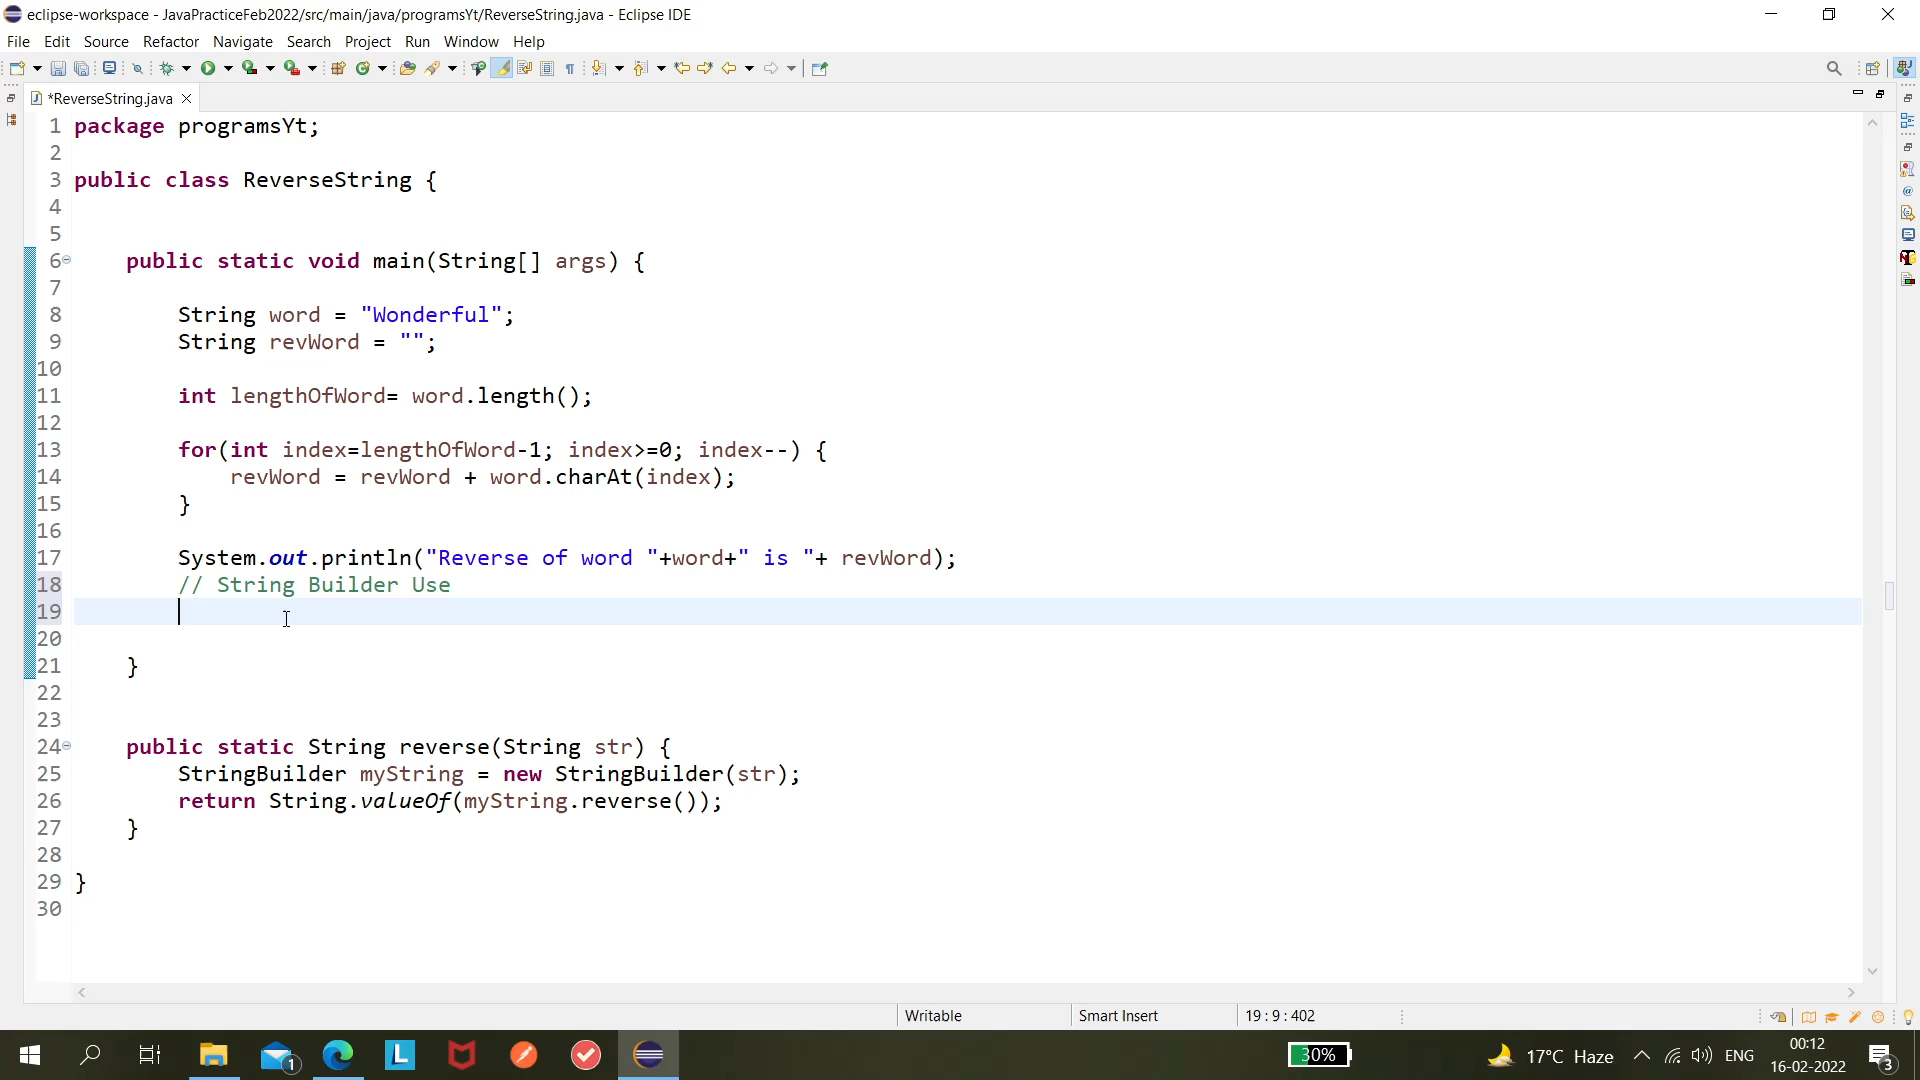 eclipse-workspace - JavaPracticeFeb2022/src/main/java/programsYt/ReverseString.java - Eclipse IDE
File Edit Source Refactor Navigate Search Project Run Window Help
*ReverseString.java
1 package programsYt;
2
3 public class ReverseString {
4
5
6 public static void main(String[] args) {
7
8 String word = "Wonderful";
9 String revWord = "";
10
11 int lengthOfWord= word.length();
12
13 for(int index=lengthOfWord-1; index>=0; index--) {
14 revWord = revWord + word.charAt(index);
15 }
16
17 System.out.println("Reverse of word "+word+" is "+ revWord);
18 // String Builder Use
19
20
21 }
22
23
24 public static String reverse(String str) {
25 StringBuilder myString = new StringBuilder(str);
26 return String.valueOf(myString.reverse());
27 }
28
29 }
30
Writable Smart Insert 19 : 9 : 402
1 L 30% 17°C Haze ENG 00:12
16-02-2022 3